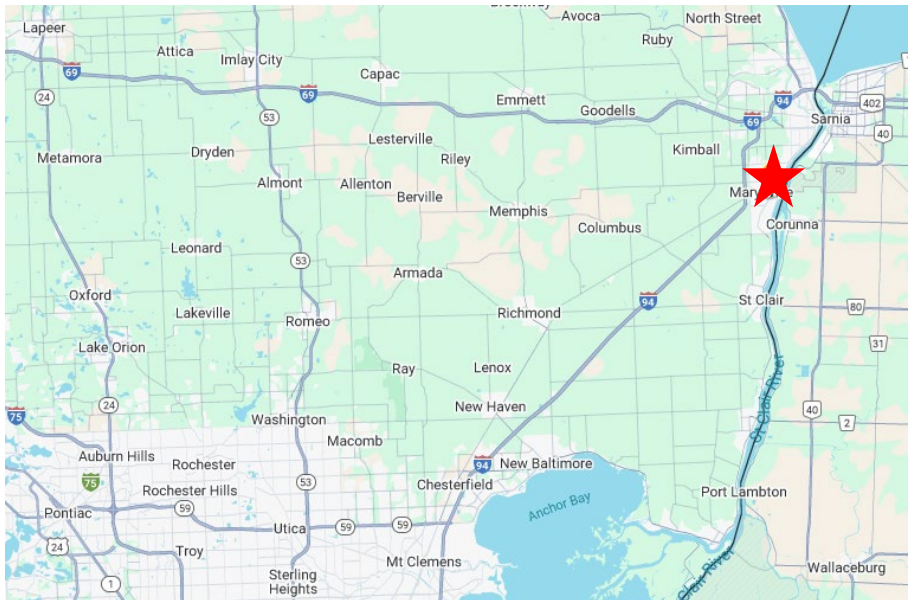 Avoca
North Street
Lapeer
Ruby
Attica
Imlay City
Capac
69
69
Emmett
Goodells
94
402
24
53
69
Sarnia
40
Lesterville
Kimball
Metamora
Dryden
Riley
Almont
Allenton
Berville
Memphis
Corunna
Columbus
Leonard
53
Armada
Oxford
94
St Clair
80
Lakeville
Romeo
Richmond
Lake Orion
31
Ray
Lenox
24
New Haven
St Clair River
75
Washington
40
2
Macomb
Auburn Hills
Rochester
94
New Baltimore
75
53
Chesterfield
Rochester Hills
Port Lambton
59
Anchor Bay
Pontiac
Utica
59
59
24
Troy
Mt Clemens
Clair River
Wallaceburg
1
Sterling
Heights